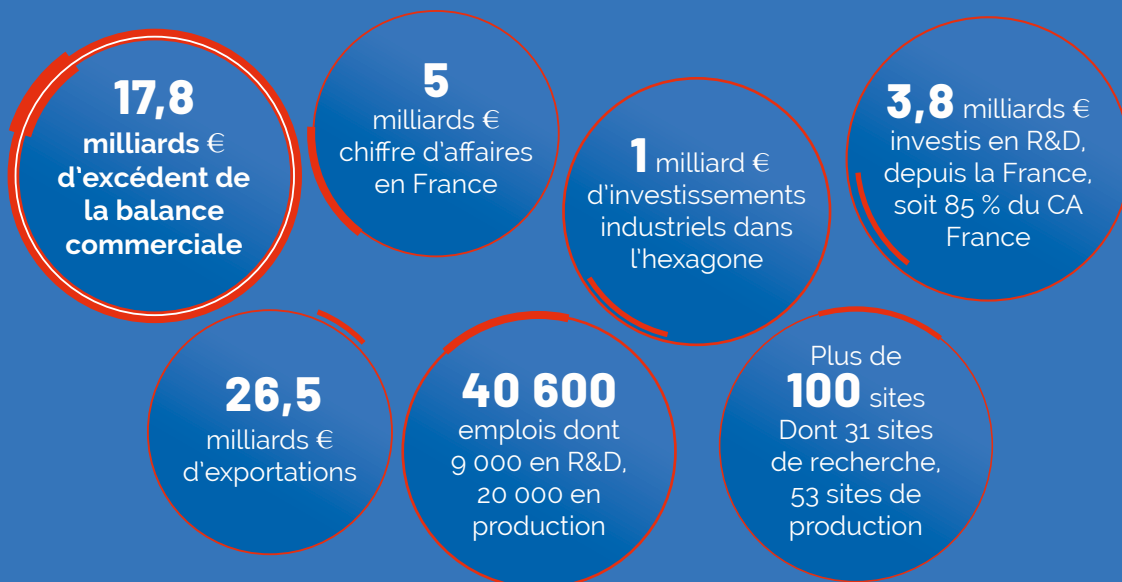 17,8
milliards €
d'excédent de
la balance
commerciale
5
milliards €
chiffre d'affaires
en France
1 milliard €
d'investissements
industriels dans
l'hexagone
3,8 milliards €
investis en R&D,
depuis la France,
soit 85 % du CA
France
26,5
milliards €
d'exportations
40 600
emplois dont
9 000 en R&D,
20 000 en
production
Plus de
100 sites
Dont 31 sites
de recherche,
53 sites de
production